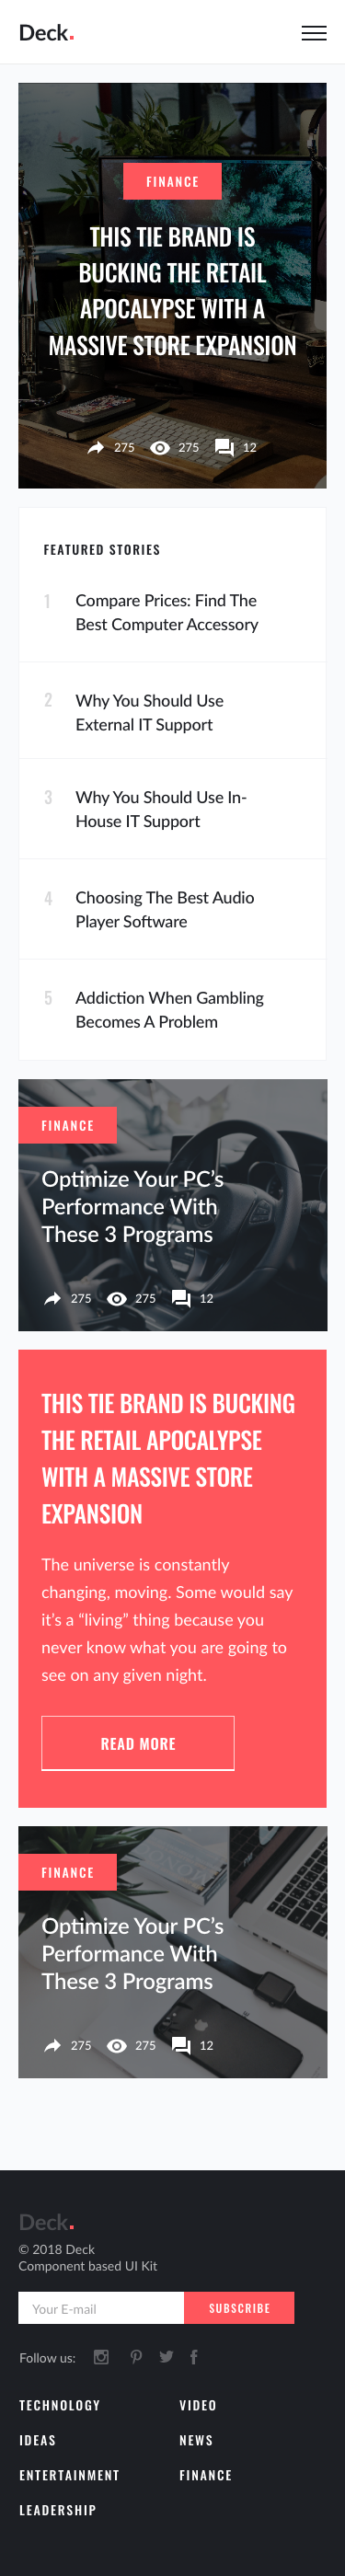 Deck.
FINANCE
THIS TIE BRAND IS
BUCKING THE RETAIL
APOCALYPSE WITH A
MASSIVE STORE EXPANSION
275 275 12
FEATURED STORIES
1 Compare Prices: Find The
Best Computer Accessory
2 Why You Should Use
External IT Support
3 Why You Should Use In-
House IT Support
4 Choosing The Best Audio
Player Software
5 Addiction When Gambling
Becomes A Problem
FINANCE
Optimize Your PC’s
Performance With
These 3 Programs
275 275 12
THIS TIE BRAND IS BUCKING
THE RETAIL APOCALYPSE
WITH A MASSIVE STORE
EXPANSION
The universe is constantly
changing, moving. Some would say
it’s a “living” thing because you
never know what you are going to
see on any given night.
READ MORE
FINANCE
Optimize Your PC’s
Performance With
These 3 Programs
275 275 12
Deck.
© 2018 Deck
Component based UI Kit
Your E-mail SUBSCRIBE
Follow us:
TECHNOLOGY VIDEO
IDEAS NEWS
ENTERTAINMENT FINANCE
LEADERSHIP